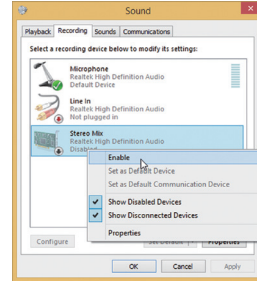 Sound
Playback Recording Sounds Communications
Select a recording device below to modify its settings:
Microphone
Realtek High Definition Audio
Default Device
Line In
Realtek High Definition Audio
Not plugged in
Stereo Mix
Realtek High Definition Audio
Disabled
Enable
Set as Default Device
Set as Default Communication Device
Show Disabled Devices
Show Disconnected Devices
Properties
Configure Set Default Properties
OK Cancel Apply